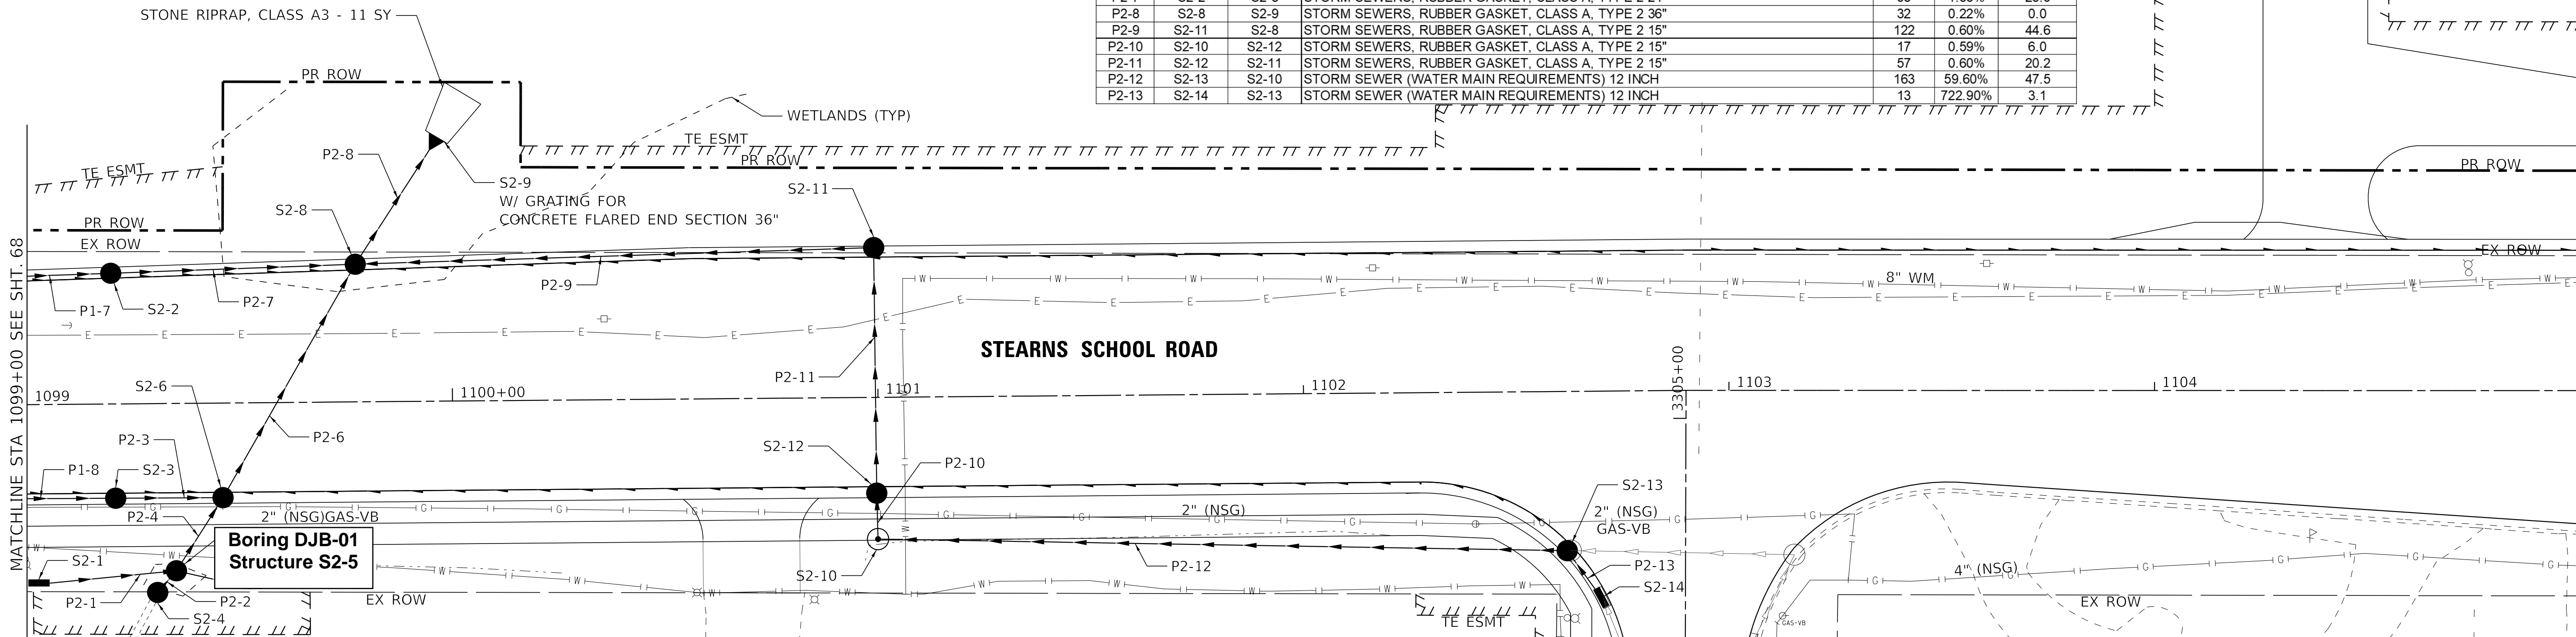 STONE RIPRAP, CLASS A3 - 11 SY
P2-8 S2-8 S2-9 STORM SEWERS, RUBBER GASKET, CLASS A, TYPE 2 36" 32 0.22% 0.0
P2-9 S2-11 S2-8 STORM SEWERS, RUBBER GASKET, CLASS A, TYPE 2 15" 122 0.60% 44.6
P2-10 S2-10 S2-12 STORM SEWERS, RUBBER GASKET, CLASS A, TYPE 2 15" 17 0.59% 6.0
P2-11 S2-12 S2-11 STORM SEWERS, RUBBER GASKET, CLASS A, TYPE 2 15" 57 0.60% 20.2
P2-12 S2-13 S2-10 STORM SEWER (WATER MAIN REQUIREMENTS) 12 INCH 163 59.60% 47.5
P2-13 S2-14 S2-13 STORM SEWER (WATER MAIN REQUIREMENTS) 12 INCH 13 722.90% 3.1
PR ROW
WETLANDS (TYP)
TE ESMT
PR ROW
P2-8
TE ESMT
PR ROW
S2-9
W/ GRATING FOR
CONCRETE FLARED END SECTION 36"
S2-11
S2-8
PR ROW
EX ROW
EX ROW
P1-7
S2-2
P2-7
P2-9
8" WM
MATCHLINE STA 1099+00 SEE SHT.68
STEARNS SCHOOL ROAD
P2-11
S2-6
1099
1100+00
1101
1102
3305+00
1103
1104
P2-3
P2-6
S2-12
P1-8
S2-3
P2-10
S2-13
P2-4
2" (NSG)GAS-VB
2" (NSG)
2" (NSG)
GAS-VB
Boring DJB-01
Structure S2-5
S2-1
S2-10
P2-12
P2-13
4" (NSG)
P2-1
P2-2
S2-4
EX ROW
S2-14
EX ROW
TE ESMT
GAS-VB